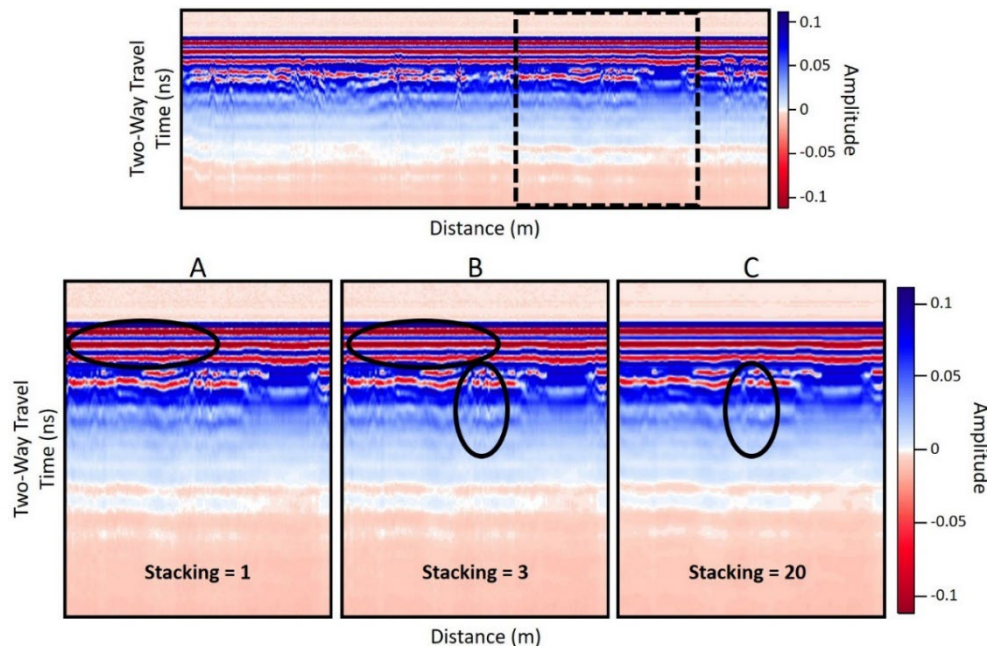 Two-Way Travel
Time (ns)
0.1
0.05
0
-0.05
-0.1
Amplitude
Distance (m)
A
B
C
Two-Way Travel
Time (ns)
Stacking = 1
Stacking = 3
Stacking = 20
0.1
0.05
0
-0.05
-0.1
Amplitude
Distance (m)